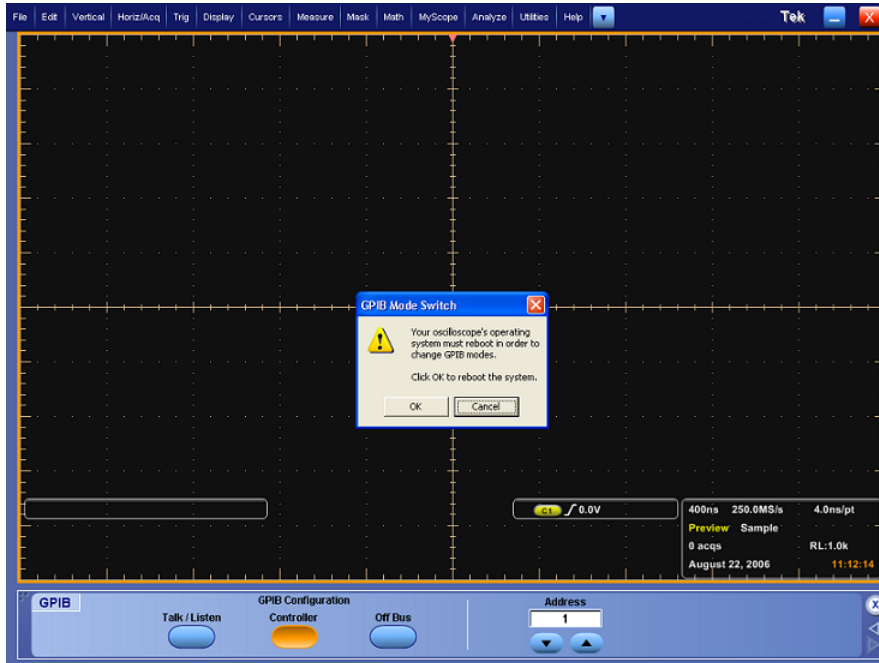 File Edit Vertical Horiz/Acq Trig Display Cursors Measure Mask Math MyScope Analyze Utilities Help Tek X
GPIB Mode Switch
Your oscilloscope's operating
system must reboot in order to
change GPIB modes.
Click OK to reboot the system.
OK Cancel
C1 0.0V
400ns 250.0MS/s 4.0ns/pt
Preview Sample
0 acqs RL:1.0k
August 22, 2006 11:12:14
GPIB
GPIB Configuration
Talk / Listen Controller Off Bus
Address
1
X